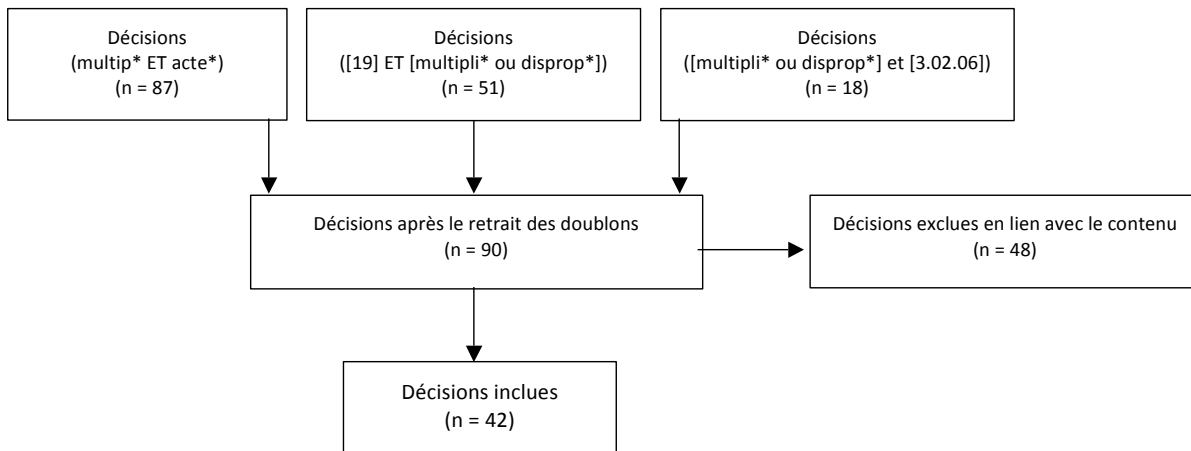 Décisions
(multip* ET acte*)
(n = 87)
Décisions
([19] ET [multipli* ou disprop*])
(n = 51)
Décisions
([multipli* ou disprop*] et [3.02.06])
(n = 18)
Décisions après le retrait des doublons
(n = 90)
Décisions exclues en lien avec le contenu
(n = 48)
Décisions inclues
(n = 42)